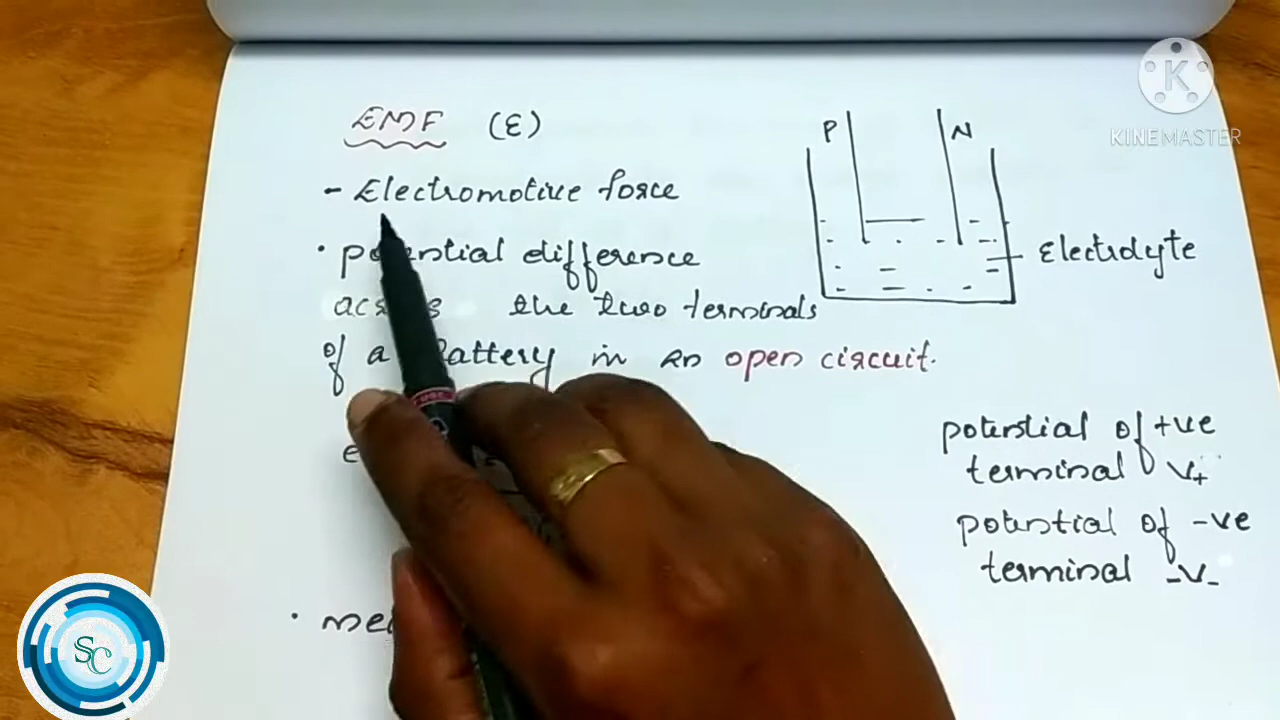 EMF (ε)
- Electromotive force
• potential difference
the two terminals
of a Battery in an open circuit.
P
N
Electrolyte
potential of +ve
terminal V+
potential of -ve
terminal -V-
KINEMASTER
K
SC